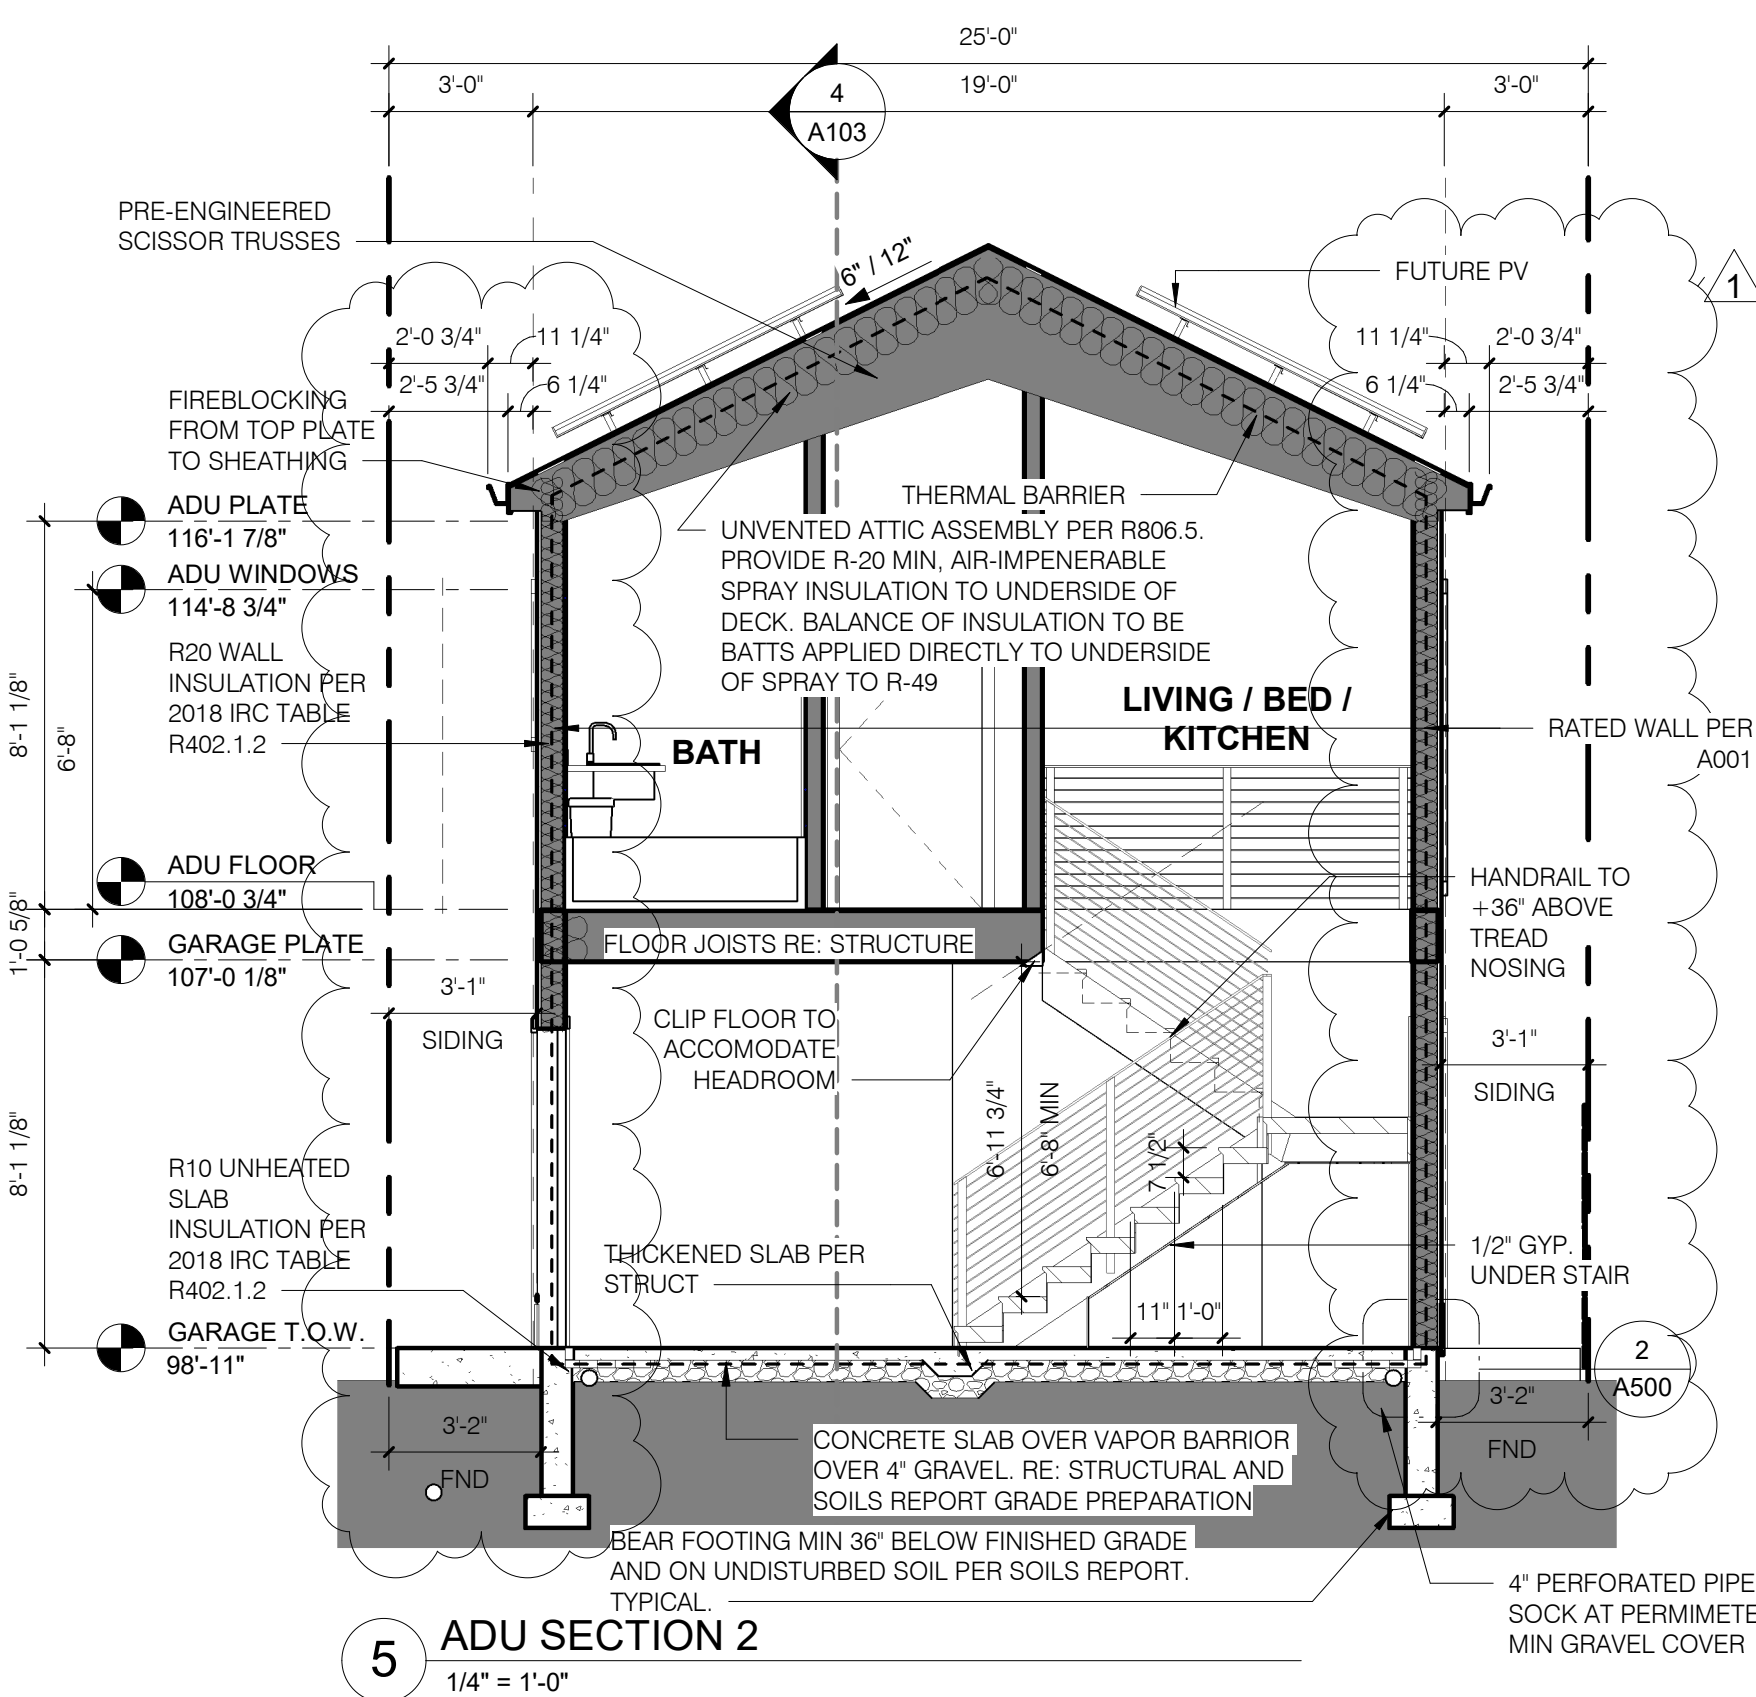 25'-0"
3'-0"
19'-0"
3'-0"
4
A103
PRE-ENGINEERED
SCISSOR TRUSSES
6" / 12"
FUTURE PV
1
2'-0 3/4"
11 1/4"
11 1/4"
2'-0 3/4"
2'-5 3/4"
6 1/4"
6 1/4"
2'-5 3/4"
FIREBLOCKING
FROM TOP PLATE
TO SHEATHING
ADU PLATE
116'-1 7/8"
THERMAL BARRIER
UNVENTED ATTIC ASSEMBLY PER R806.5.
PROVIDE R-20 MIN, AIR-IMPENERABLE
SPRAY INSULATION TO UNDERSIDE OF
DECK. BALANCE OF INSULATION TO BE
BATTS APPLIED DIRECTLY TO UNDERSIDE
OF SPRAY TO R-49
ADU WINDOWS
114'-8 3/4"
R20 WALL
INSULATION PER
2018 IRC TABLE
R402.1.2
8'-1 1/8"
6'-8"
BATH
LIVING / BED /
KITCHEN
RATED WALL PER
A001
ADU FLOOR
108'-0 3/4"
1'-0 5/8"
GARAGE PLATE
107'-0 1/8"
FLOOR JOISTS RE: STRUCTURE
HANDRAIL TO
+36" ABOVE
TREAD
NOSING
3'-1"
SIDING
CLIP FLOOR TO
ACCOMODATE
HEADROOM
3'-1"
SIDING
6'-11 3/4"
6'-8" MIN
7 1/2"
8'-1 1/8"
R10 UNHEATED
SLAB
INSULATION PER
2018 IRC TABLE
R402.1.2
THICKENED SLAB PER
STRUCT
11"
1'-0"
1/2" GYP.
UNDER STAIR
GARAGE T.O.W.
98'-11"
2
A500
3'-2"
FND
3'-2"
FND
CONCRETE SLAB OVER VAPOR BARRIOR
OVER 4" GRAVEL. RE: STRUCTURAL AND
SOILS REPORT GRADE PREPARATION
BEAR FOOTING MIN 36" BELOW FINISHED GRADE
AND ON UNDISTURBED SOIL PER SOILS REPORT.
TYPICAL.
4" PERFORATED PIPE
SOCK AT PERMIMETE
MIN GRAVEL COVER
5
ADU SECTION 2
1/4" = 1'-0"